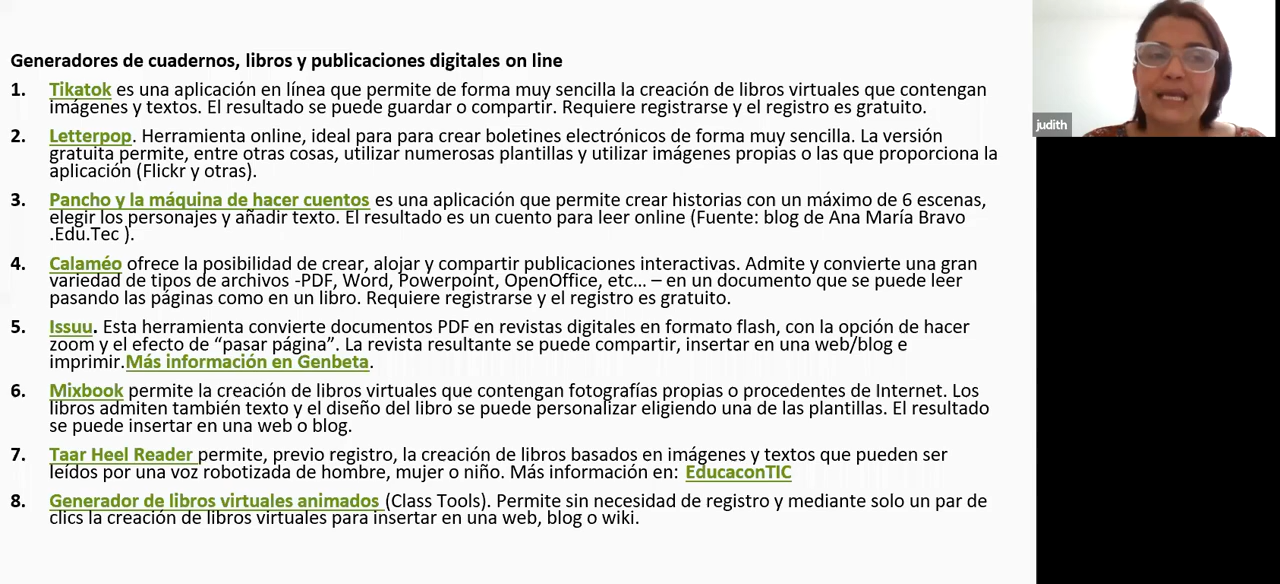 Generadores de cuadernos, libros y publicaciones digitales on line
1. Tikatok es una aplicación en línea que permite de forma muy sencilla la creación de libros virtuales que contengan
imágenes y textos. El resultado se puede guardar o compartir. Requiere registrarse y el registro es gratuito.
2. Letterpop. Herramienta online, ideal para para crear boletines electrónicos de forma muy sencilla. La versión
gratuita permite, entre otras cosas, utilizar numerosas plantillas y utilizar imágenes propias o las que proporciona la
aplicación (Flickr y otras).
3. Pancho y la máquina de hacer cuentos es una aplicación que permite crear historias con un máximo de 6 escenas,
elegir los personajes y añadir texto. El resultado es un cuento para leer online (Fuente: blog de Ana María Bravo
.Edu.Tec ).
4. Calaméo ofrece la posibilidad de crear, alojar y compartir publicaciones interactivas. Admite y convierte una gran
variedad de tipos de archivos -PDF, Word, Powerpoint, OpenOffice, etc... – en un documento que se puede leer
pasando las páginas como en un libro. Requiere registrarse y el registro es gratuito.
5. Issuu. Esta herramienta convierte documentos PDF en revistas digitales en formato flash, con la opción de hacer
zoom y el efecto de “pasar página”. La revista resultante se puede compartir, insertar en una web/blog e
imprimir.Más información en Genbeta.
6. Mixbook permite la creación de libros virtuales que contengan fotografías propias o procedentes de Internet. Los
libros admiten también texto y el diseño del libro se puede personalizar eligiendo una de las plantillas. El resultado
se puede insertar en una web o blog.
7. Taar Heel Reader permite, previo registro, la creación de libros basados en imágenes y textos que pueden ser
leídos por una voz robotizada de hombre, mujer o niño. Más información en: EducaconTIC
8. Generador de libros virtuales animados (Class Tools). Permite sin necesidad de registro y mediante solo un par de
clics la creación de libros virtuales para insertar en una web, blog o wiki.
judith